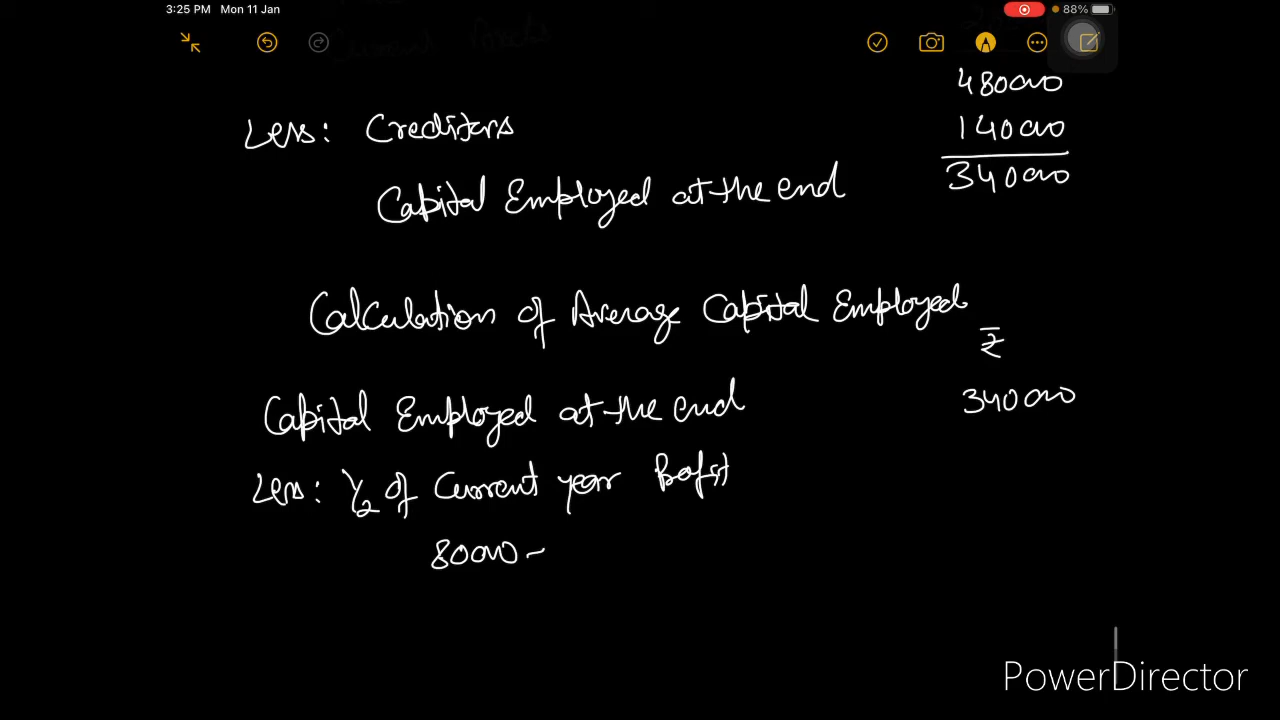 3:25 PM Mon 11 Jan
88%
480000
Less: Creditors 140000
Capital Employed at the end 340000
Calculation of Average Capital Employed
₹
Capital Employed at the end 340000
Less: 1/2 of Current year Profit
80000 -
PowerDirector